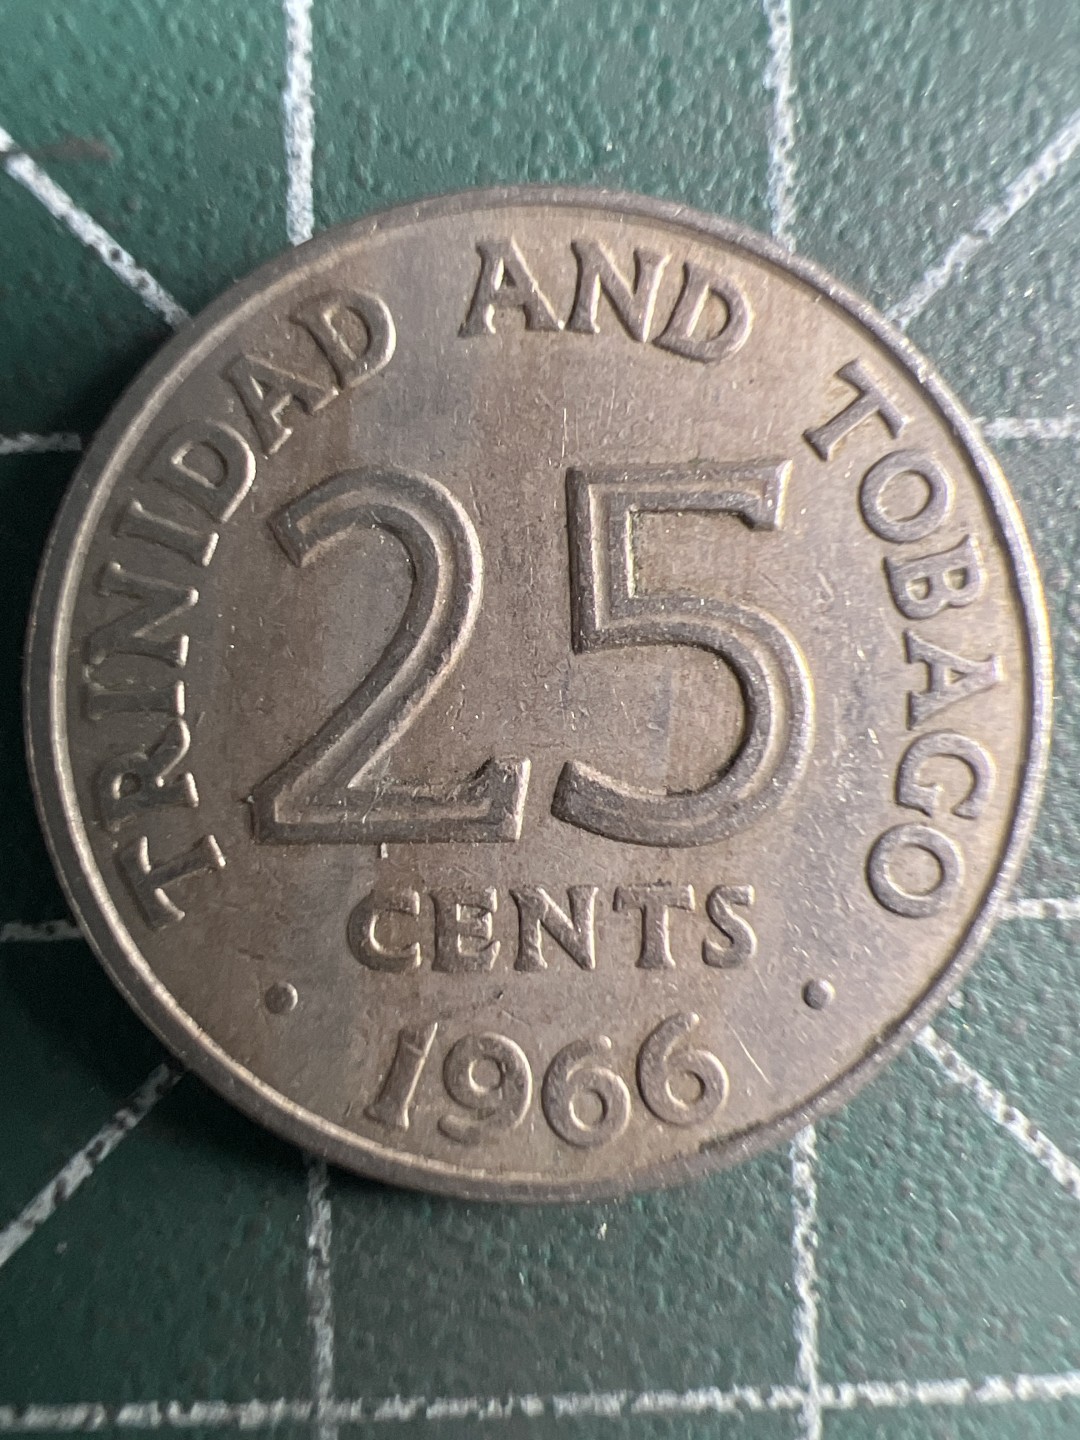 TRINIDAD AND TOBAGO
25
CENTS
• 1966 •